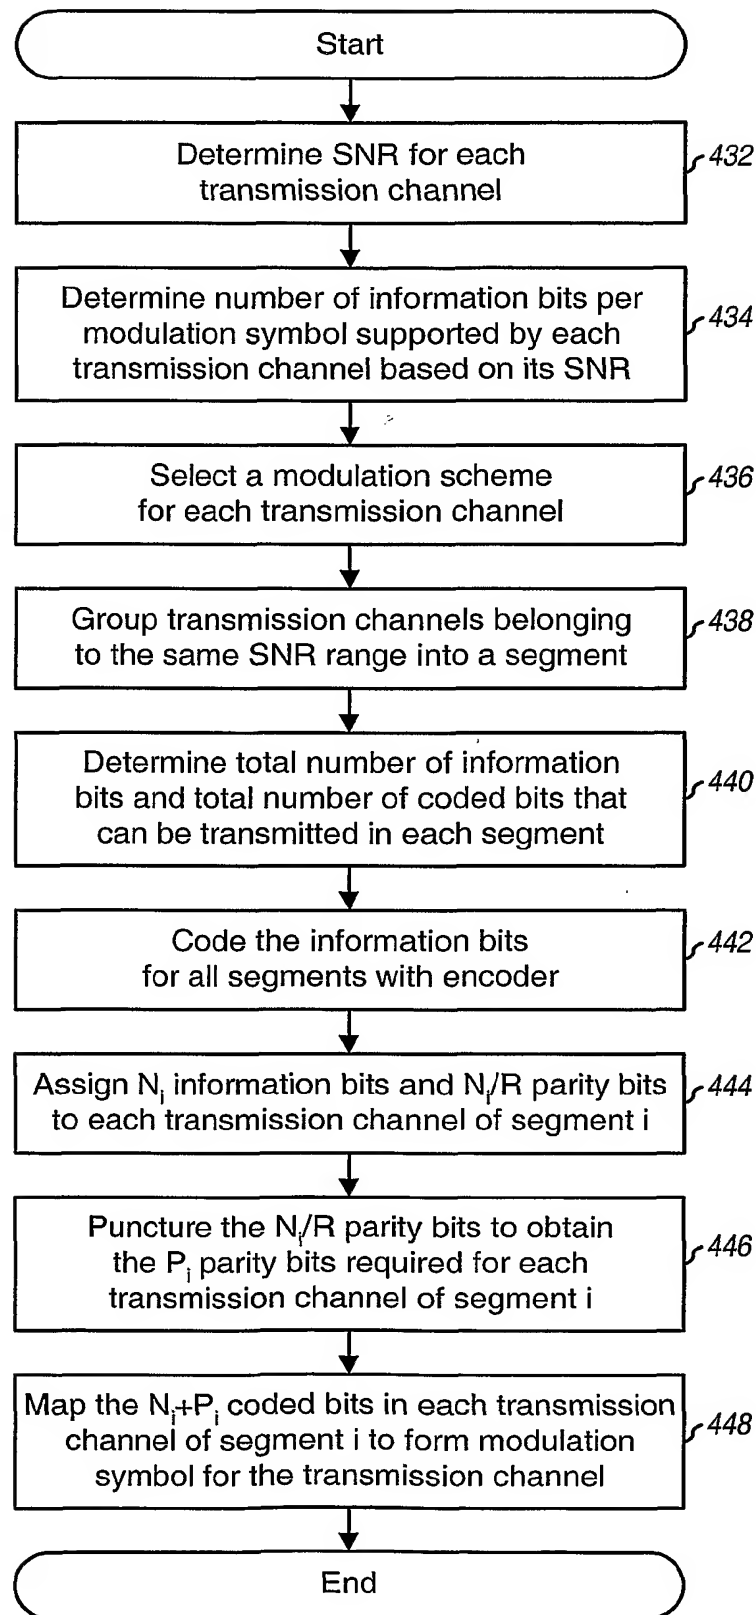 Start
Determine SNR for each
transmission channel
432
Determine number of information bits per
modulation symbol supported by each
transmission channel based on its SNR
434
Select a modulation scheme
for each transmission channel
436
Group transmission channels belonging
to the same SNR range into a segment
438
Determine total number of information
bits and total number of coded bits that
can be transmitted in each segment
440
Code the information bits
for all segments with encoder
442
Assign Ni information bits and Ni/R parity bits
to each transmission channel of segment i
444
Puncture the Ni/R parity bits to obtain
the Pi parity bits required for each
transmission channel of segment i
446
Map the Ni+Pi coded bits in each transmission
channel of segment i to form modulation
symbol for the transmission channel
448
End